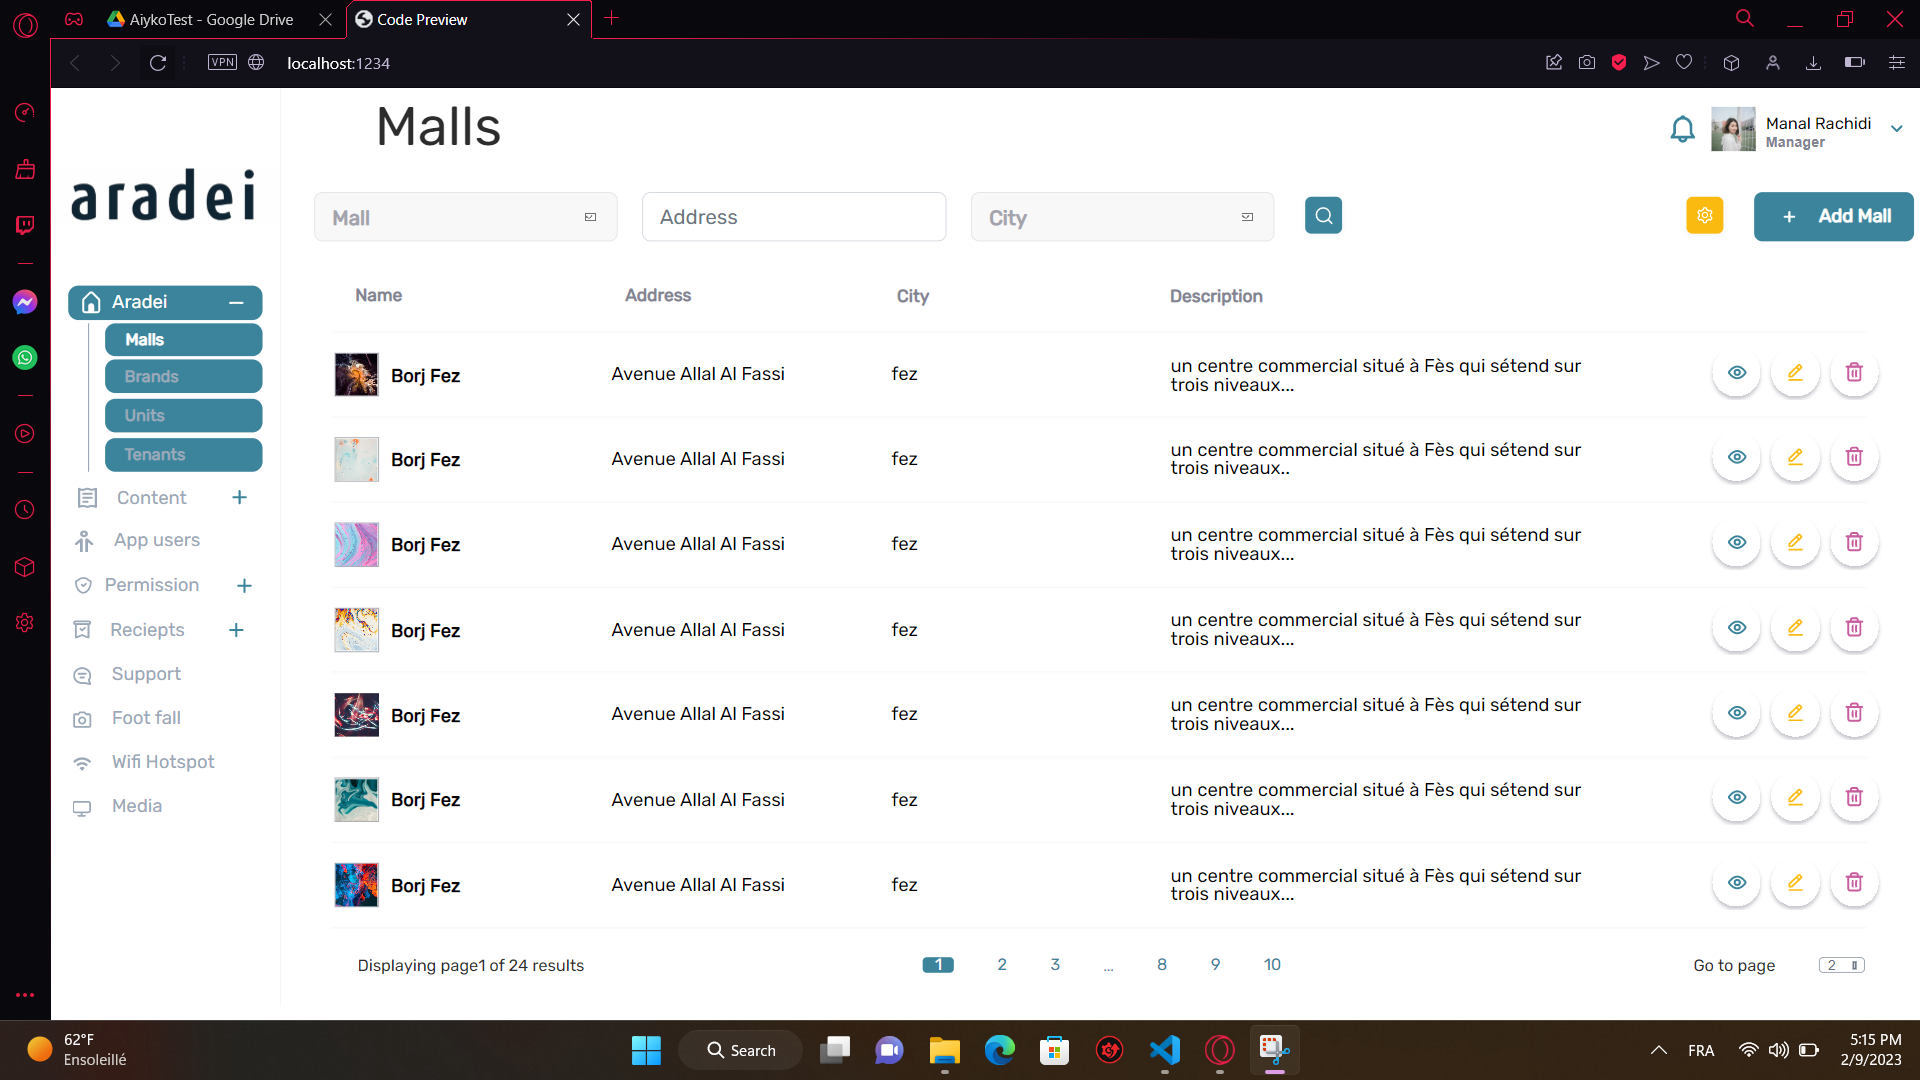 AiykoTest - Google Drive
Code Preview
VPN
localhost:1234
Malls
Manal Rachidi
Manager
aradei
Mall
Address
City
Add Mall
Aradei
Malls
Brands
Units
Tenants
Content
App users
Permission
Reciepts
Support
Foot fall
Wifi Hotspot
Media
Name
Address
City
Description
Borj Fez
Avenue Allal Al Fassi
fez
un centre commercial situé à Fès qui sétend sur
trois niveaux...
Borj Fez
Avenue Allal Al Fassi
fez
un centre commercial situé à Fès qui sétend sur
trois niveaux..
Borj Fez
Avenue Allal Al Fassi
fez
un centre commercial situé à Fès qui sétend sur
trois niveaux...
Borj Fez
Avenue Allal Al Fassi
fez
un centre commercial situé à Fès qui sétend sur
trois niveaux...
Borj Fez
Avenue Allal Al Fassi
fez
un centre commercial situé à Fès qui sétend sur
trois niveaux...
Borj Fez
Avenue Allal Al Fassi
fez
un centre commercial situé à Fès qui sétend sur
trois niveaux...
Borj Fez
Avenue Allal Al Fassi
fez
un centre commercial situé à Fès qui sétend sur
trois niveaux...
Displaying page1 of 24 results
1 2 3 ... 8 9 10
Go to page
2
62°F
Ensoleillé
Search
FRA
5:15 PM
2/9/2023